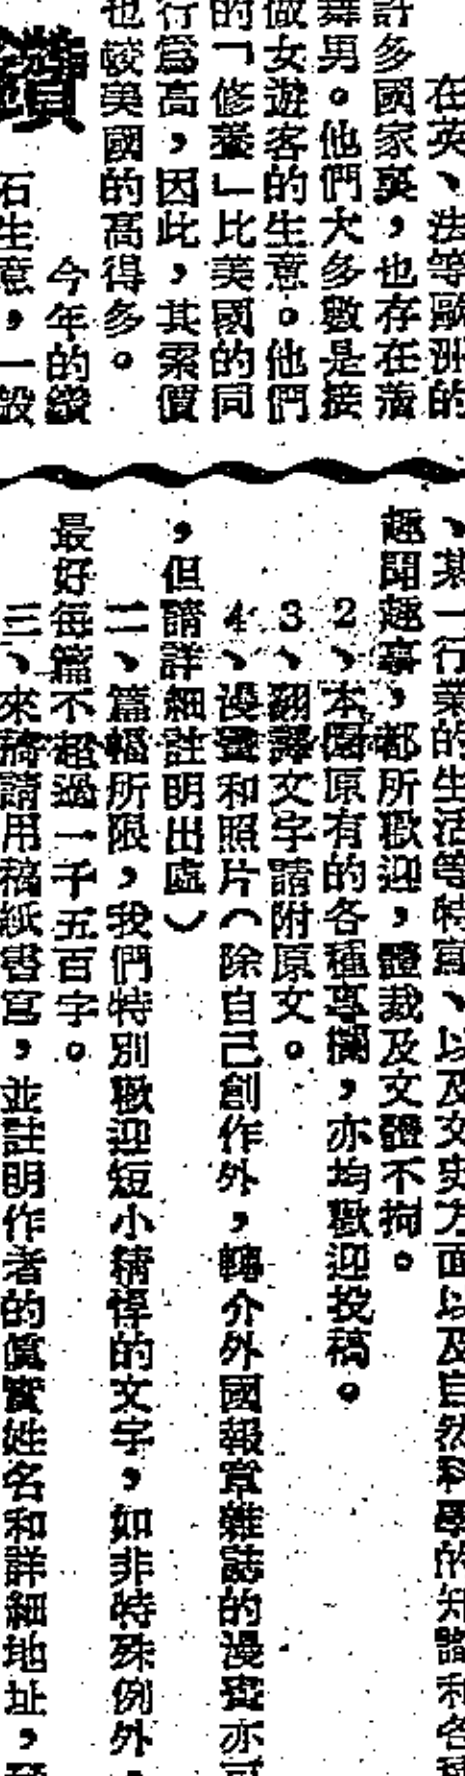 在英、法等歐洲的
許多國家裏，也存在着
舞男。他們大多數是接
做女遊客的生意。他們
的「修養」比美國的同
行爲高，因此，其索價
也較美國的高得多。
今年的鑽
石生意，一般
鑽
、某一行業的生活等特寫、以及文史方面以及自然科學的知識和各種
趣聞趣事，都所歡迎，體裁及文體不拘。
2、本園原有的各種專欄，亦均歡迎投稿。
3、翻譯文字請附原文。
4、漫畫和照片（除自己創作外，轉介外國報章雜誌的漫畫亦可
，但請詳細註明出處）
二、篇幅所限，我們特別歡迎短小精悍的文字，如非特殊例外，
最好每篇不超過一千五百字。
三、來稿請用稿紙書寫，並註明作者的真實姓名和詳細地址，